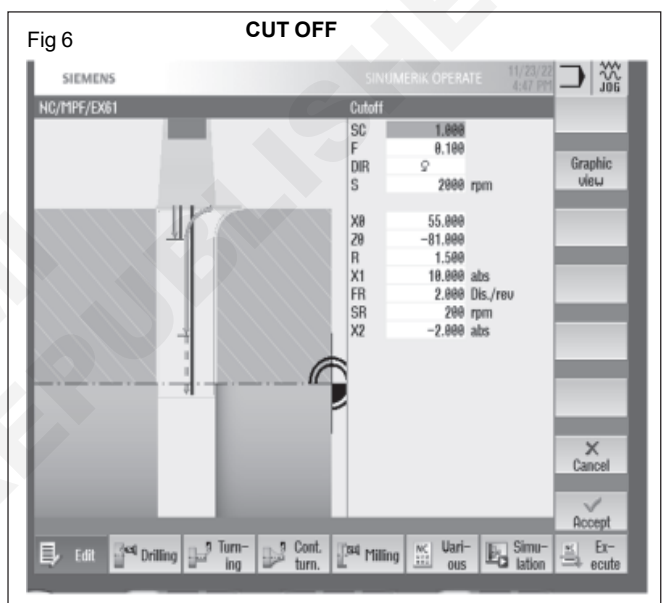 Fig 6
CUT OFF
SIEMENS
SINUMERIK OPERATE
11/23/22
4:47 PM
JOG
NC/MPF/EX61
Cutoff
SC 1.000
F 0.100
DIR
S 2000 rpm
X0 55.000
Z0 -81.000
R 1.500
X1 10.000 abs
FR 2.000 Dis./rev
SR 200 rpm
X2 -2.000 abs
Graphic
view
Cancel
Accept
Edit
Drilling
Turn-
ing
Cont.
turn.
Milling
Vari-
ous
Simu-
lation
Ex-
ecute